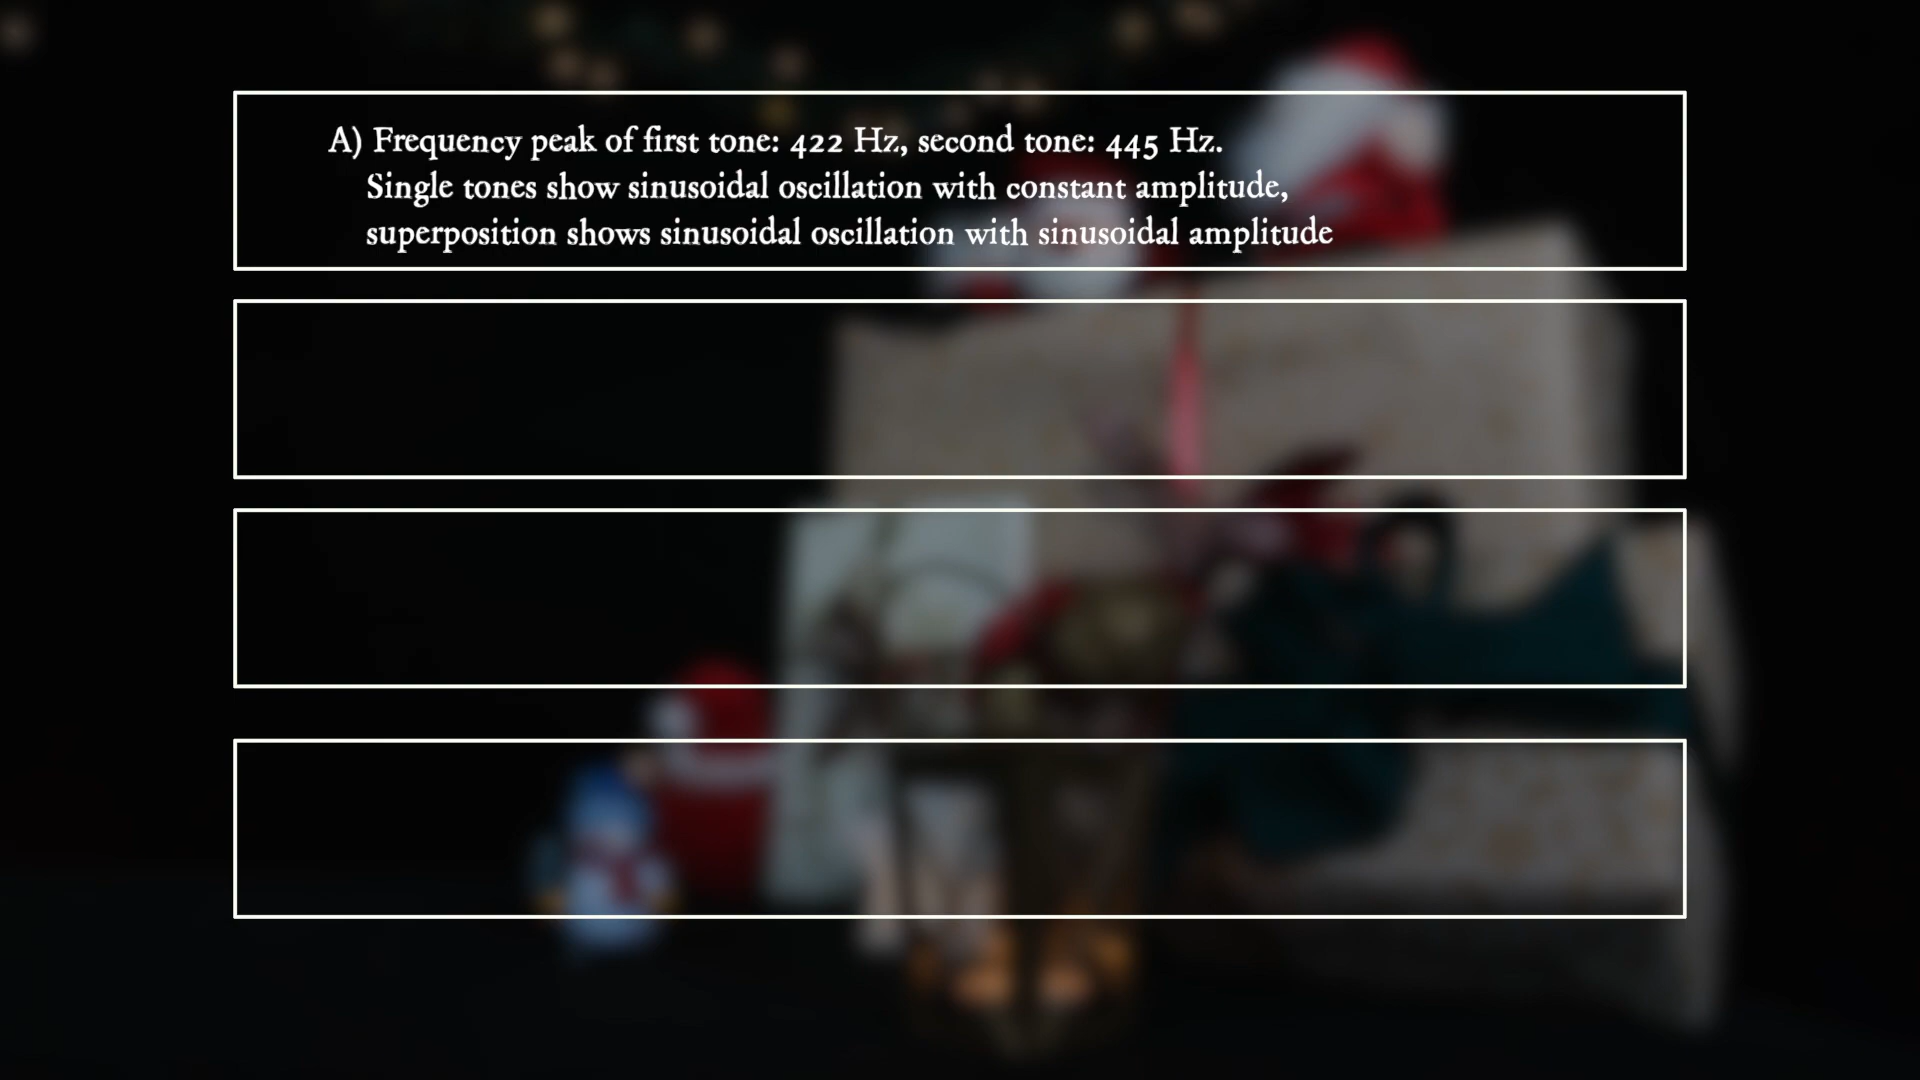 A) Frequency peak of first tone: 422 Hz, second tone: 445 Hz.
Single tones show sinusoidal oscillation with constant amplitude,
superposition shows sinusoidal oscillation with sinusoidal amplitude